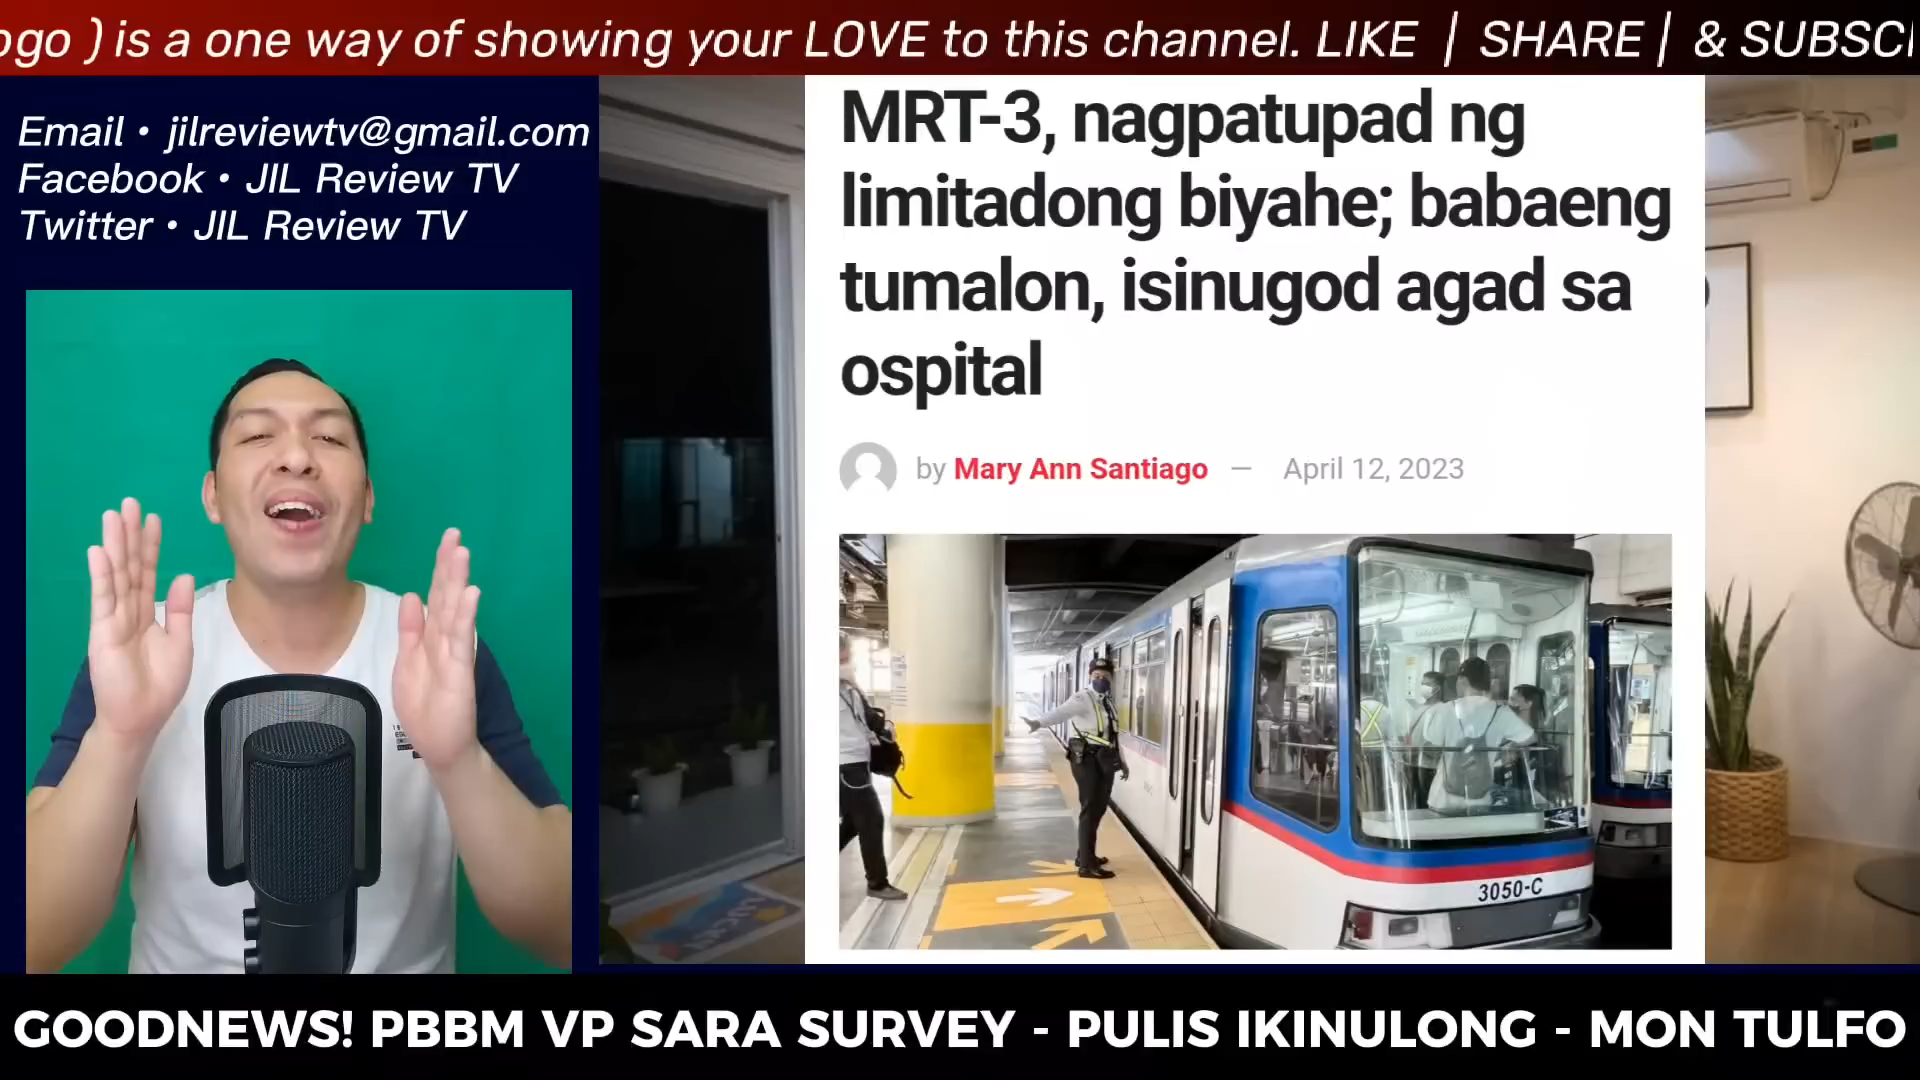 ogo ) is a one way of showing your LOVE to this channel. LIKE | SHARE | & SUBSCI
Email • jilreviewtv@gmail.com
Facebook • JIL Review TV
Twitter • JIL Review TV
MRT-3, nagpatupad ng
limitadong biyahe; babaeng
tumalon, isinugod agad sa
ospital
by Mary Ann Santiago — April 12, 2023
3050-C
GOODNEWS! PBBM VP SARA SURVEY - PULIS IKINULONG - MON TULFO